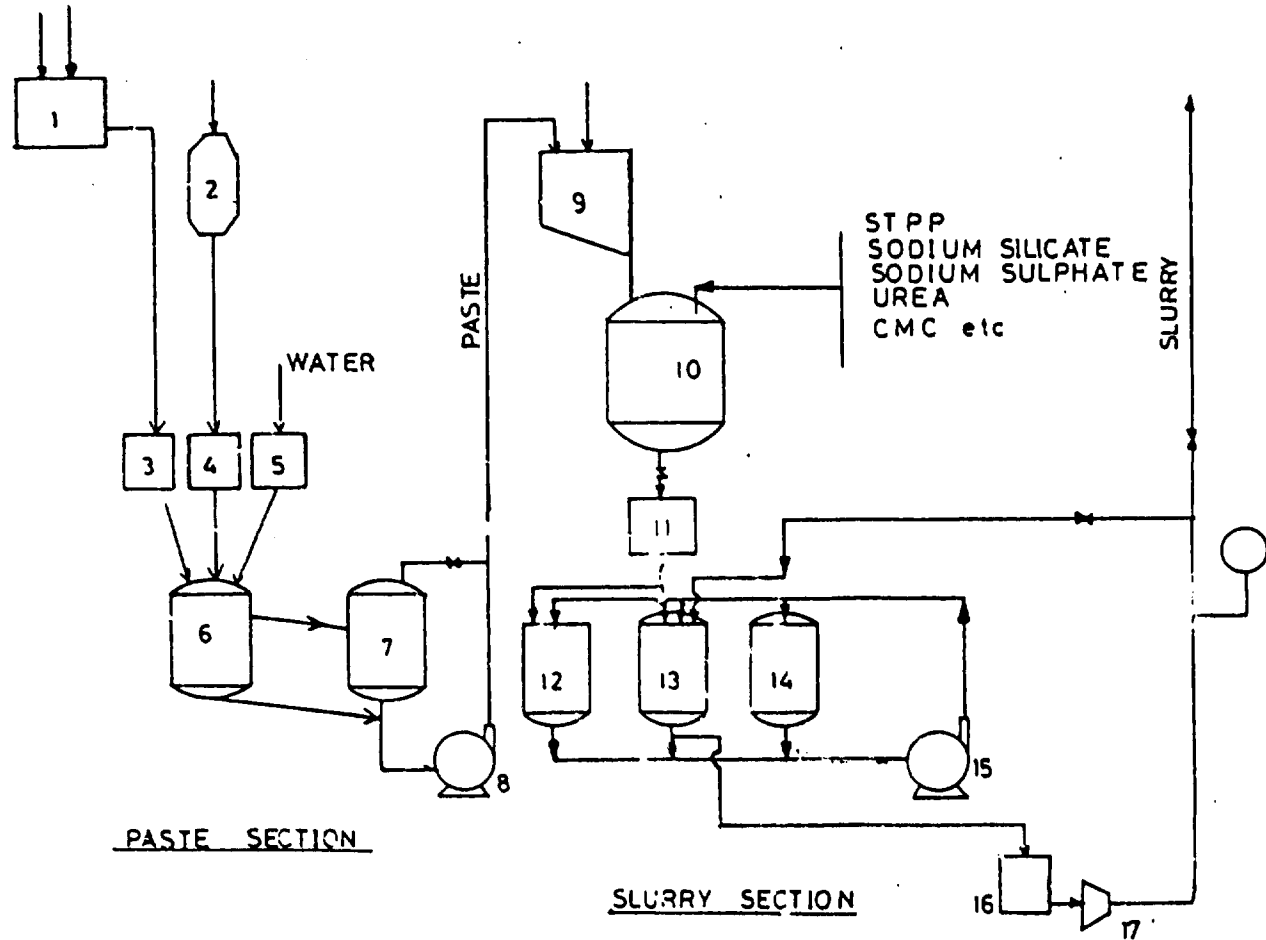 1
2
WATER
3
4
5
6
7
8
PASTE
9
STPP
SODIUM SILICATE
SODIUM SULPHATE
UREA
CMC etc
10
11
12
13
14
15
16
17
SLURRY
PASTE SECTION
SLURRY SECTION